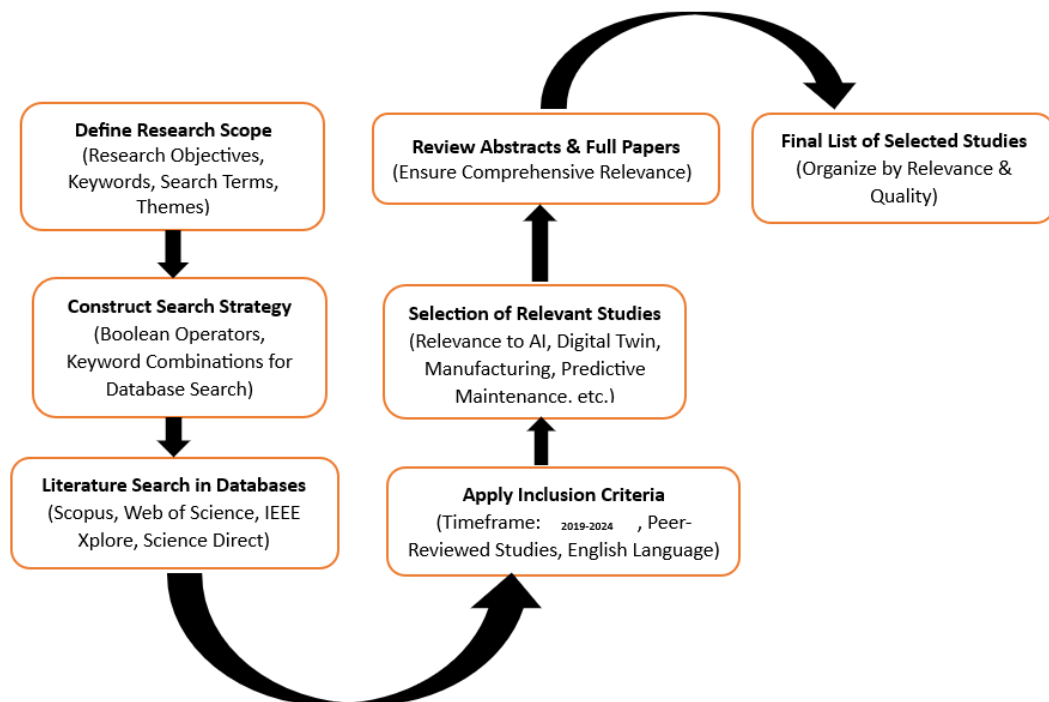 Define Research Scope
(Research Objectives,
Keywords, Search Terms,
Themes)
Construct Search Strategy
(Boolean Operators,
Keyword Combinations for
Database Search)
Literature Search in Databases
(Scopus, Web of Science, IEEE
Xplore, Science Direct)
Apply Inclusion Criteria
(Timeframe: 2019-2024 , Peer-
Reviewed Studies, English Language)
Selection of Relevant Studies
(Relevance to AI, Digital Twin,
Manufacturing, Predictive
Maintenance, etc.)
Review Abstracts & Full Papers
(Ensure Comprehensive Relevance)
Final List of Selected Studies
(Organize by Relevance &
Quality)